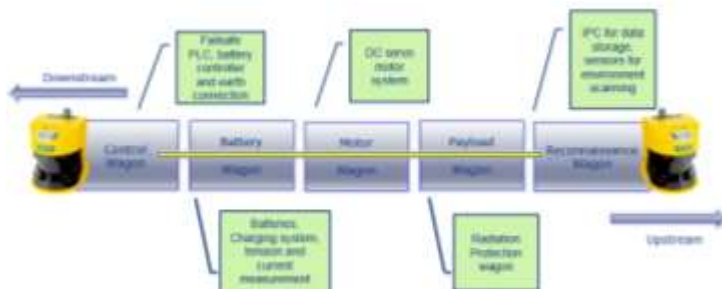 Failsafe
PLC, battery
controller
and earth
connection
DC servo
motor
system
IPC for data
storage,
sensors for
environment
scanning
Downstream
Control
Wagon
Battery
Wagon
Motor
Wagon
Payload
Wagon
Reconnaissance
Wagon
Batteries,
Charging system,
tension and
current
measurement
Radiation
Protection
wagon
Upstream